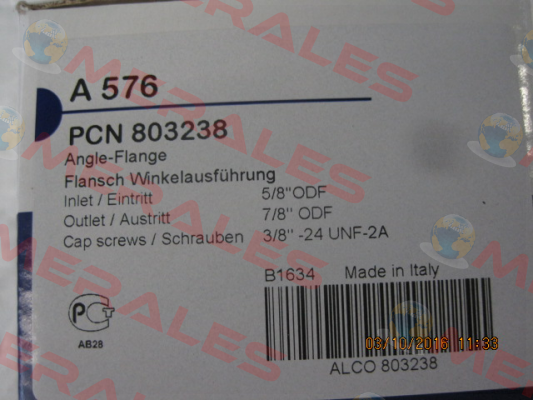 A 576
PCN 803238
Angle-Flange
Flansch Winkelausführung
Inlet / Eintritt 5/8"ODF
Outlet / Austritt 7/8" ODF
Cap screws / Schrauben 3/8" -24 UNF-2A
B1634 Made in Italy
AB28
03/10/2016 11:33
ALCO 803238
MERALES